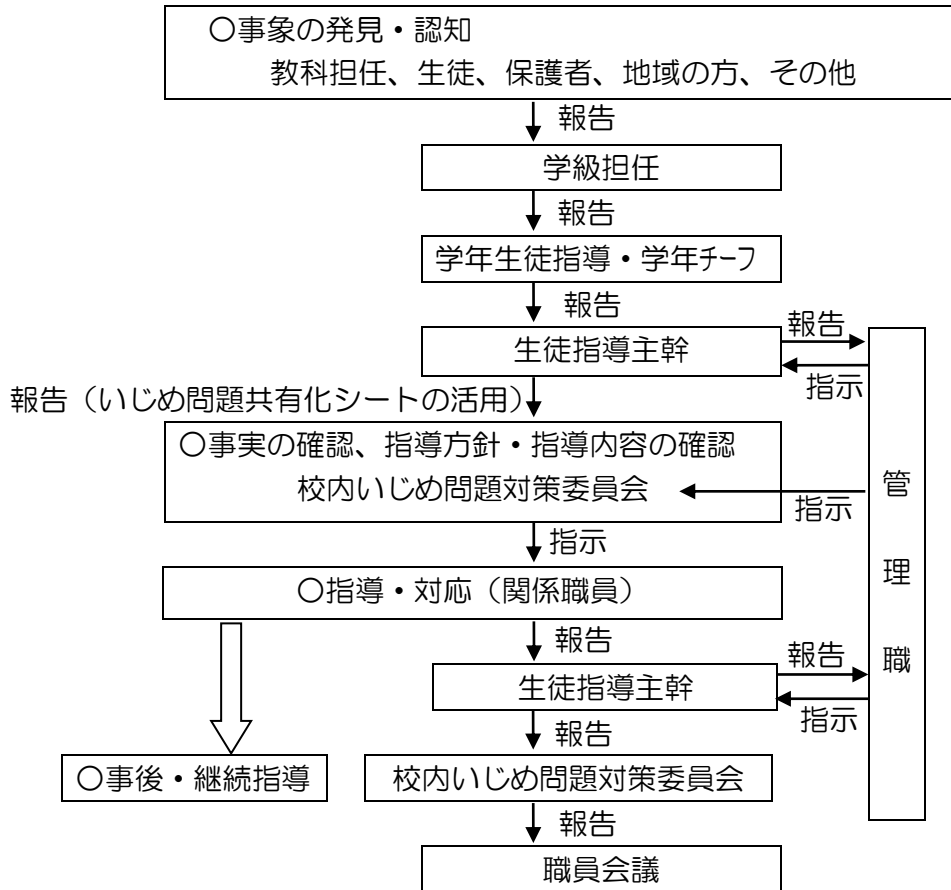 〇事象の発見・認知
教科担任、生徒、保護者、地域の方、その他
報告
学級担任
報告
学年生徒指導・学年ﾁｰﾌ
報告
生徒指導主幹
報告
指示
報告（いじめ問題共有化シートの活用）
〇事実の確認、指導方針・指導内容の確認
校内いじめ問題対策委員会
指示
管理職
指示
〇指導・対応（関係職員）
報告
生徒指導主幹
報告
指示
報告
〇事後・継続指導
校内いじめ問題対策委員会
報告
職員会議